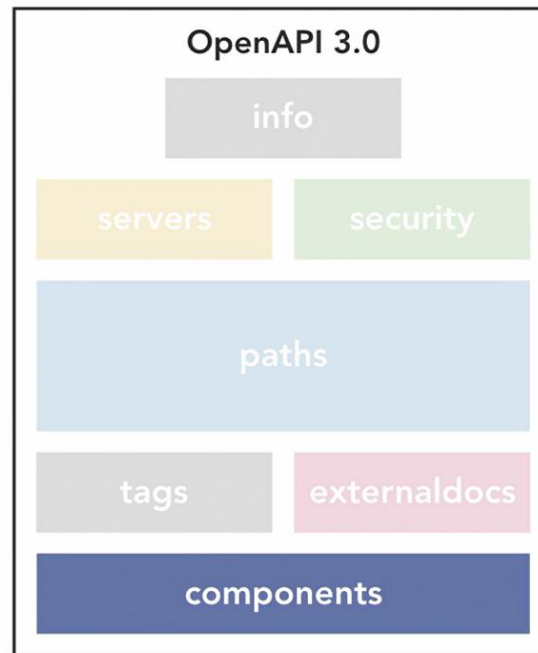 OpenAPI 3.0
info
servers security
paths
tags externaldocs
components